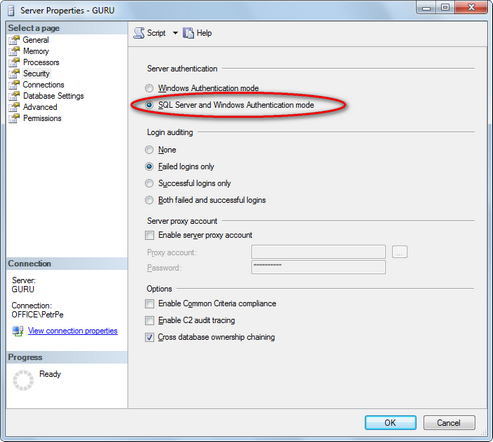 Server Properties - GURU
Select a page
General
Memory
Processors
Security
Connections
Database Settings
Advanced
Permissions
Connection
Server:
GURU
Connection:
OFFICE\PetrPe
View connection properties
Progress
Ready
Script
Help
Server authentication
Windows Authentication mode
SQL Server and Windows Authentication mode
Login auditing
None
Failed logins only
Successful logins only
Both failed and successful logins
Server proxy account
Enable server proxy account
Proxy account:
...
Password:
**********
Options
Enable Common Criteria compliance
Enable C2 audit tracing
Cross database ownership chaining
OK
Cancel